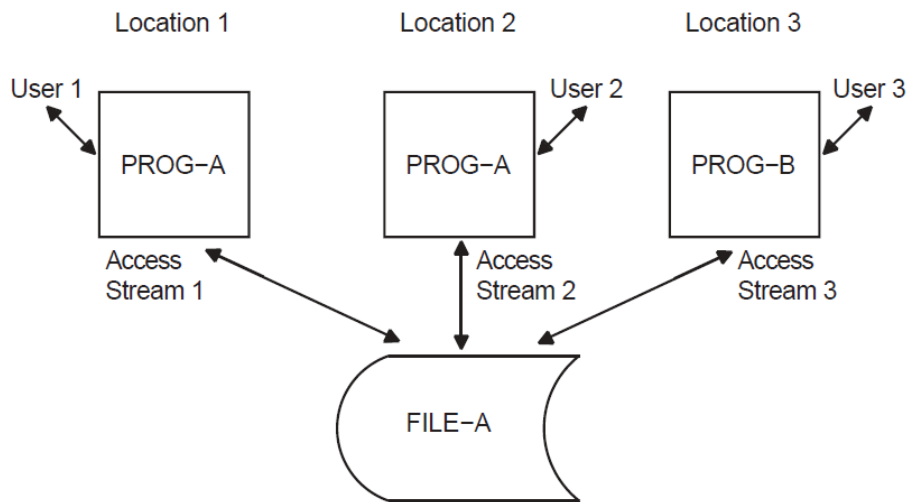 Location 1
Location 2
Location 3
User 1
User 2
User 3
PROG−A
PROG−A
PROG−B
Access
Stream 1
Access
Stream 2
Access
Stream 3
FILE−A